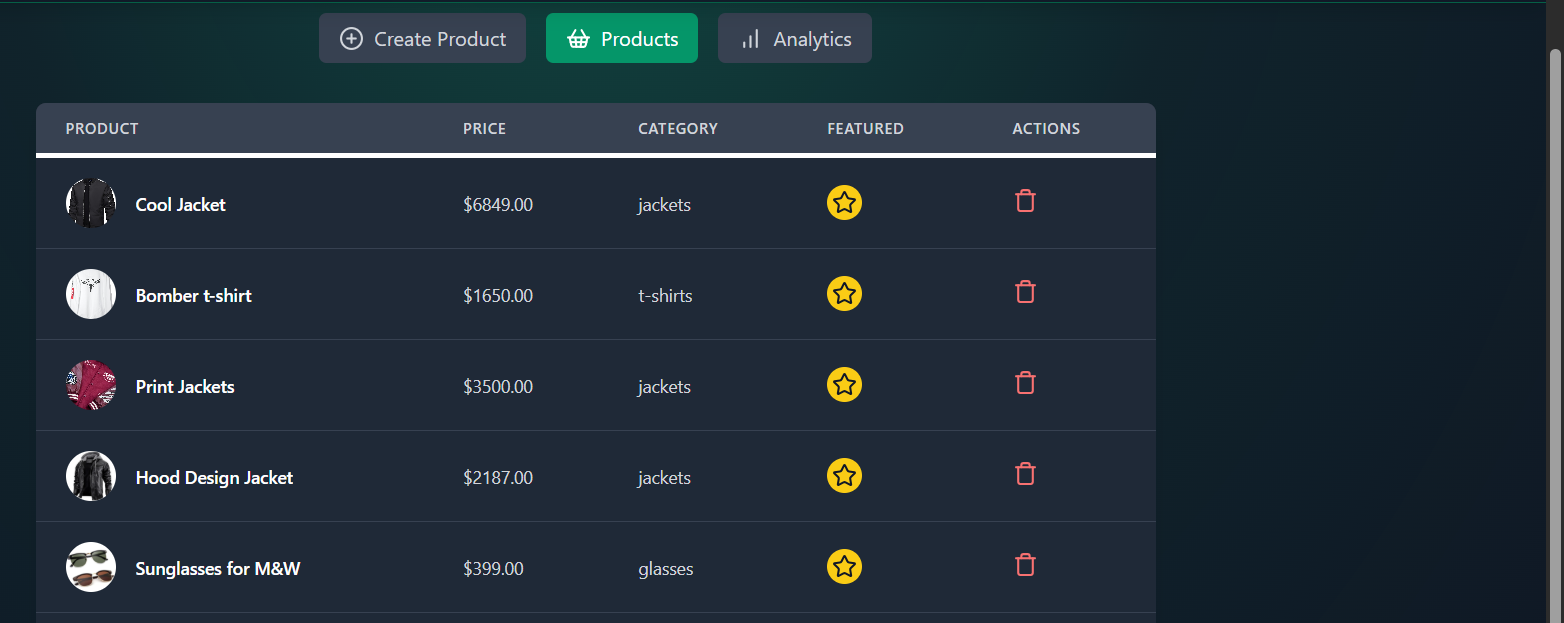 Create Product Products Analytics
PRODUCT PRICE CATEGORY FEATURED ACTIONS
Cool Jacket $6849.00 jackets
Bomber t-shirt $1650.00 t-shirts
Print Jackets $3500.00 jackets
Hood Design Jacket $2187.00 jackets
Sunglasses for M&W $399.00 glasses